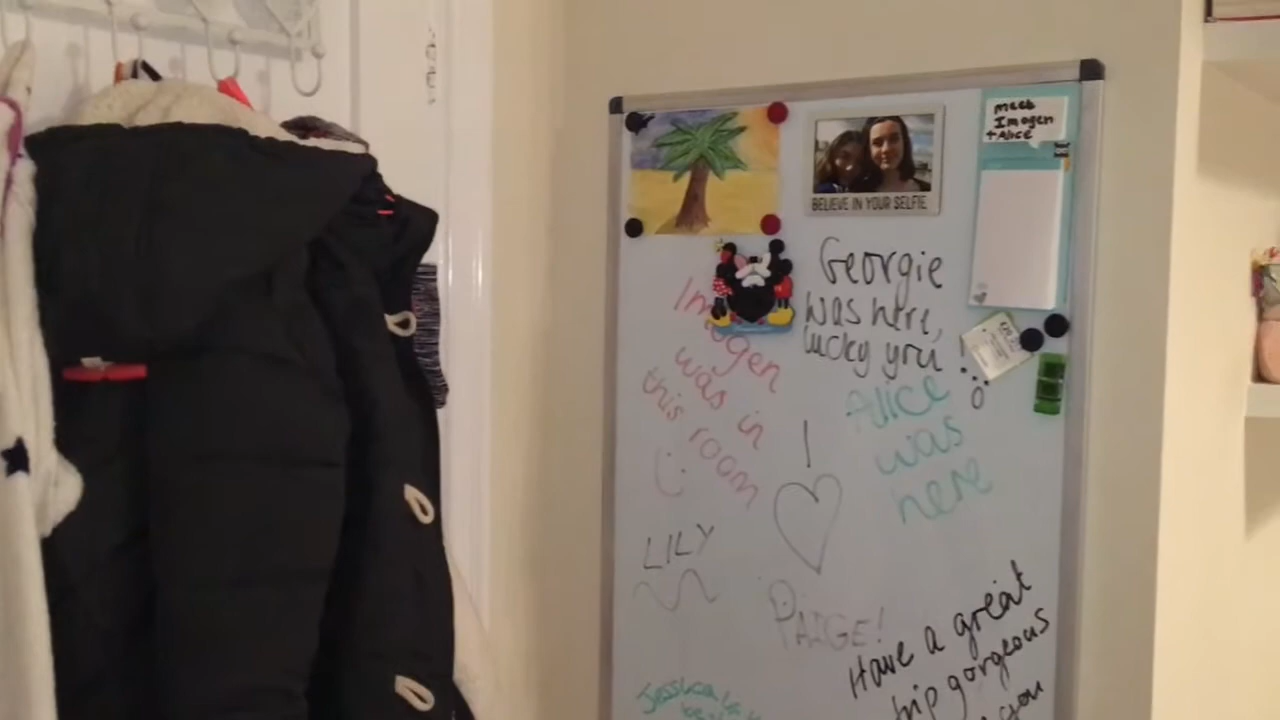 meet
Imogen
+ Alice
BELIEVE IN YOUR SELFIE
Georgie
was here,
lucky you!
Imogen
was in
this room
Alice
was
here
I
LILY
PAIGE!
Have a great
trip gorgeous
you